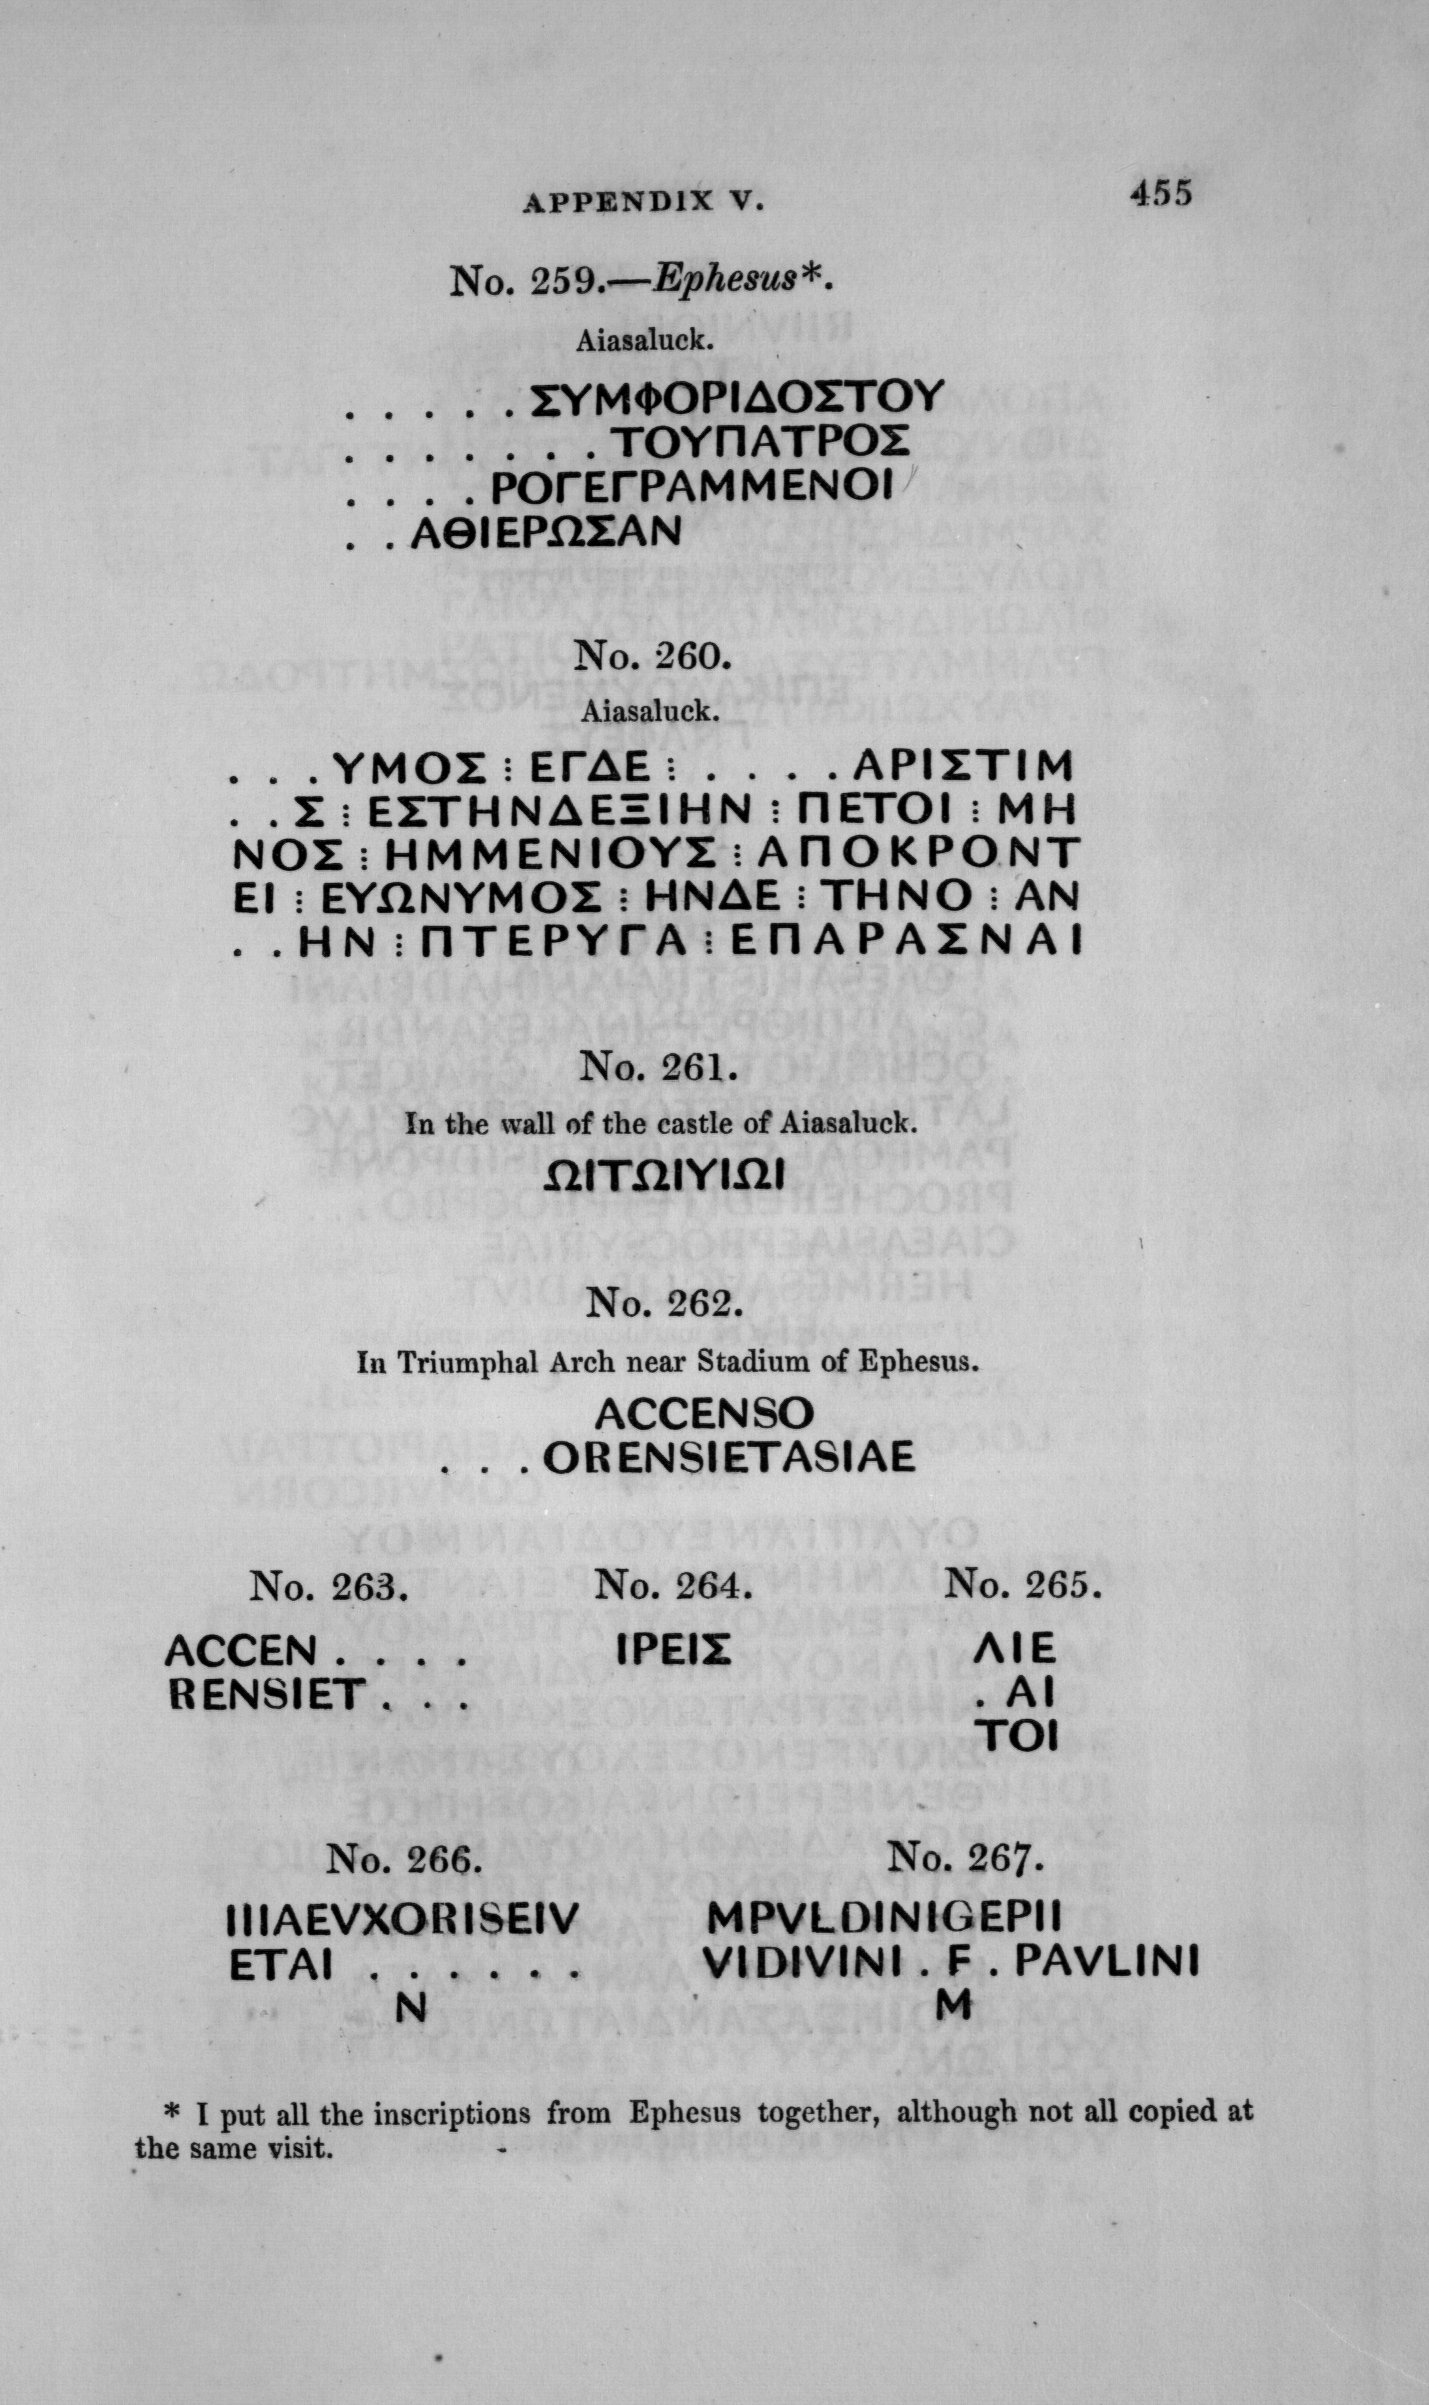 APPENDIX V.
455
No. 259.—Ephesus*.
Aiasaluck.
. . . . . ΣΥΜΦΟΡΙΔΟΣΤΟΥ
. . . . . . . ΤΟΥΠΑΤΡΟΣ
. . . . ΡΟΓΕΓΡΑΜΜΕΝΟΙ
. . ΑΘΙΕΡΩΣΑΝ
No. 260.
Aiasaluck.
. . . ΥΜΟΣ ⁝ ΕΓΔΕ ⁝ . . . . ΑΡΙΣΤΙΜ
. . Σ ⁝ ΕΣΤΗΝΔΕΞΙΗΝ ⁝ ΠΕΤΟΙ ⁝ ΜΗ
ΝΟΣ ⁝ ΗΜΜΕΝΙΟΥΣ ⁝ ΑΠΟΚΡΟΝΤ
ΕΙ ⁝ ΕΥΩΝΥΜΟΣ ⁝ ΗΝΔΕ ⁝ ΤΗΝΟ ⁝ ΑΝ
. . ΗΝ ⁝ ΠΤΕΡΥΓΑ ⁝ ΕΠΑΡΑΣΝΑΙ
No. 261.
In the wall of the castle of Aiasaluck.
ΩΙΤΩΙΥΙΩΙ
No. 262.
In Triumphal Arch near Stadium of Ephesus.
ACCENSO
. . . ORENSIETASIAE
No. 263.
ACCEN . . . .
RENSIET . . .
No. 264.
ΙΡΕΙΣ
No. 265.
ΛΙΕ
. ΑΙ
ΤΟΙ
No. 266.
IIIAEVXORISEIV
ETAI . . . . . .
N
No. 267.
MPVLDINIGEPII
VIDIVINI . F . PAVLINI
M
* I put all the inscriptions from Ephesus together, although not all copied at
the same visit.